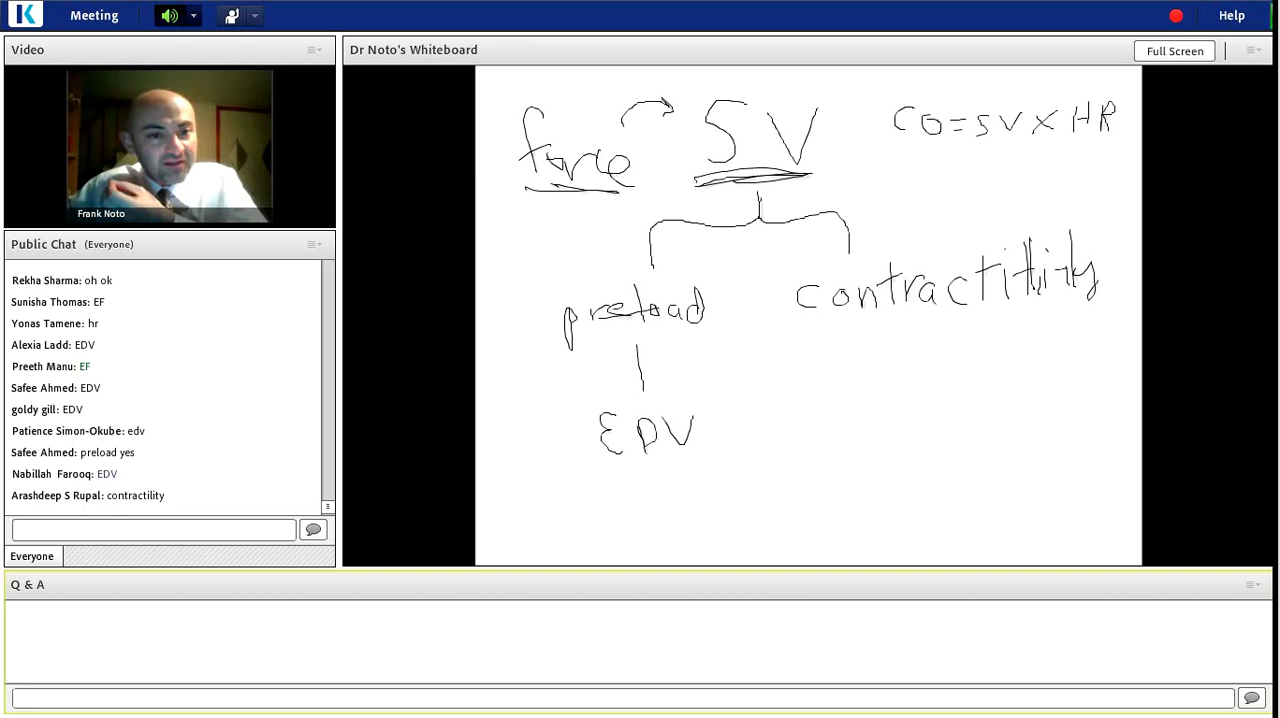 K Meeting Help
Video
Frank Noto
Public Chat (Everyone)
Rekha Sharma: oh ok
Sunisha Thomas: EF
Yonas Tamene: hr
Alexia Ladd: EDV
Preeth Manu: EF
Safee Ahmed: EDV
goldy gill: EDV
Patience Simon-Okube: edv
Safee Ahmed: preload yes
Nabillah Farooq: EDV
Arashdeep S Rupal: contractility
Everyone
Dr Noto's Whiteboard Full Screen
force SV CO=SV×HR
preload contractility
EDV
Q & A